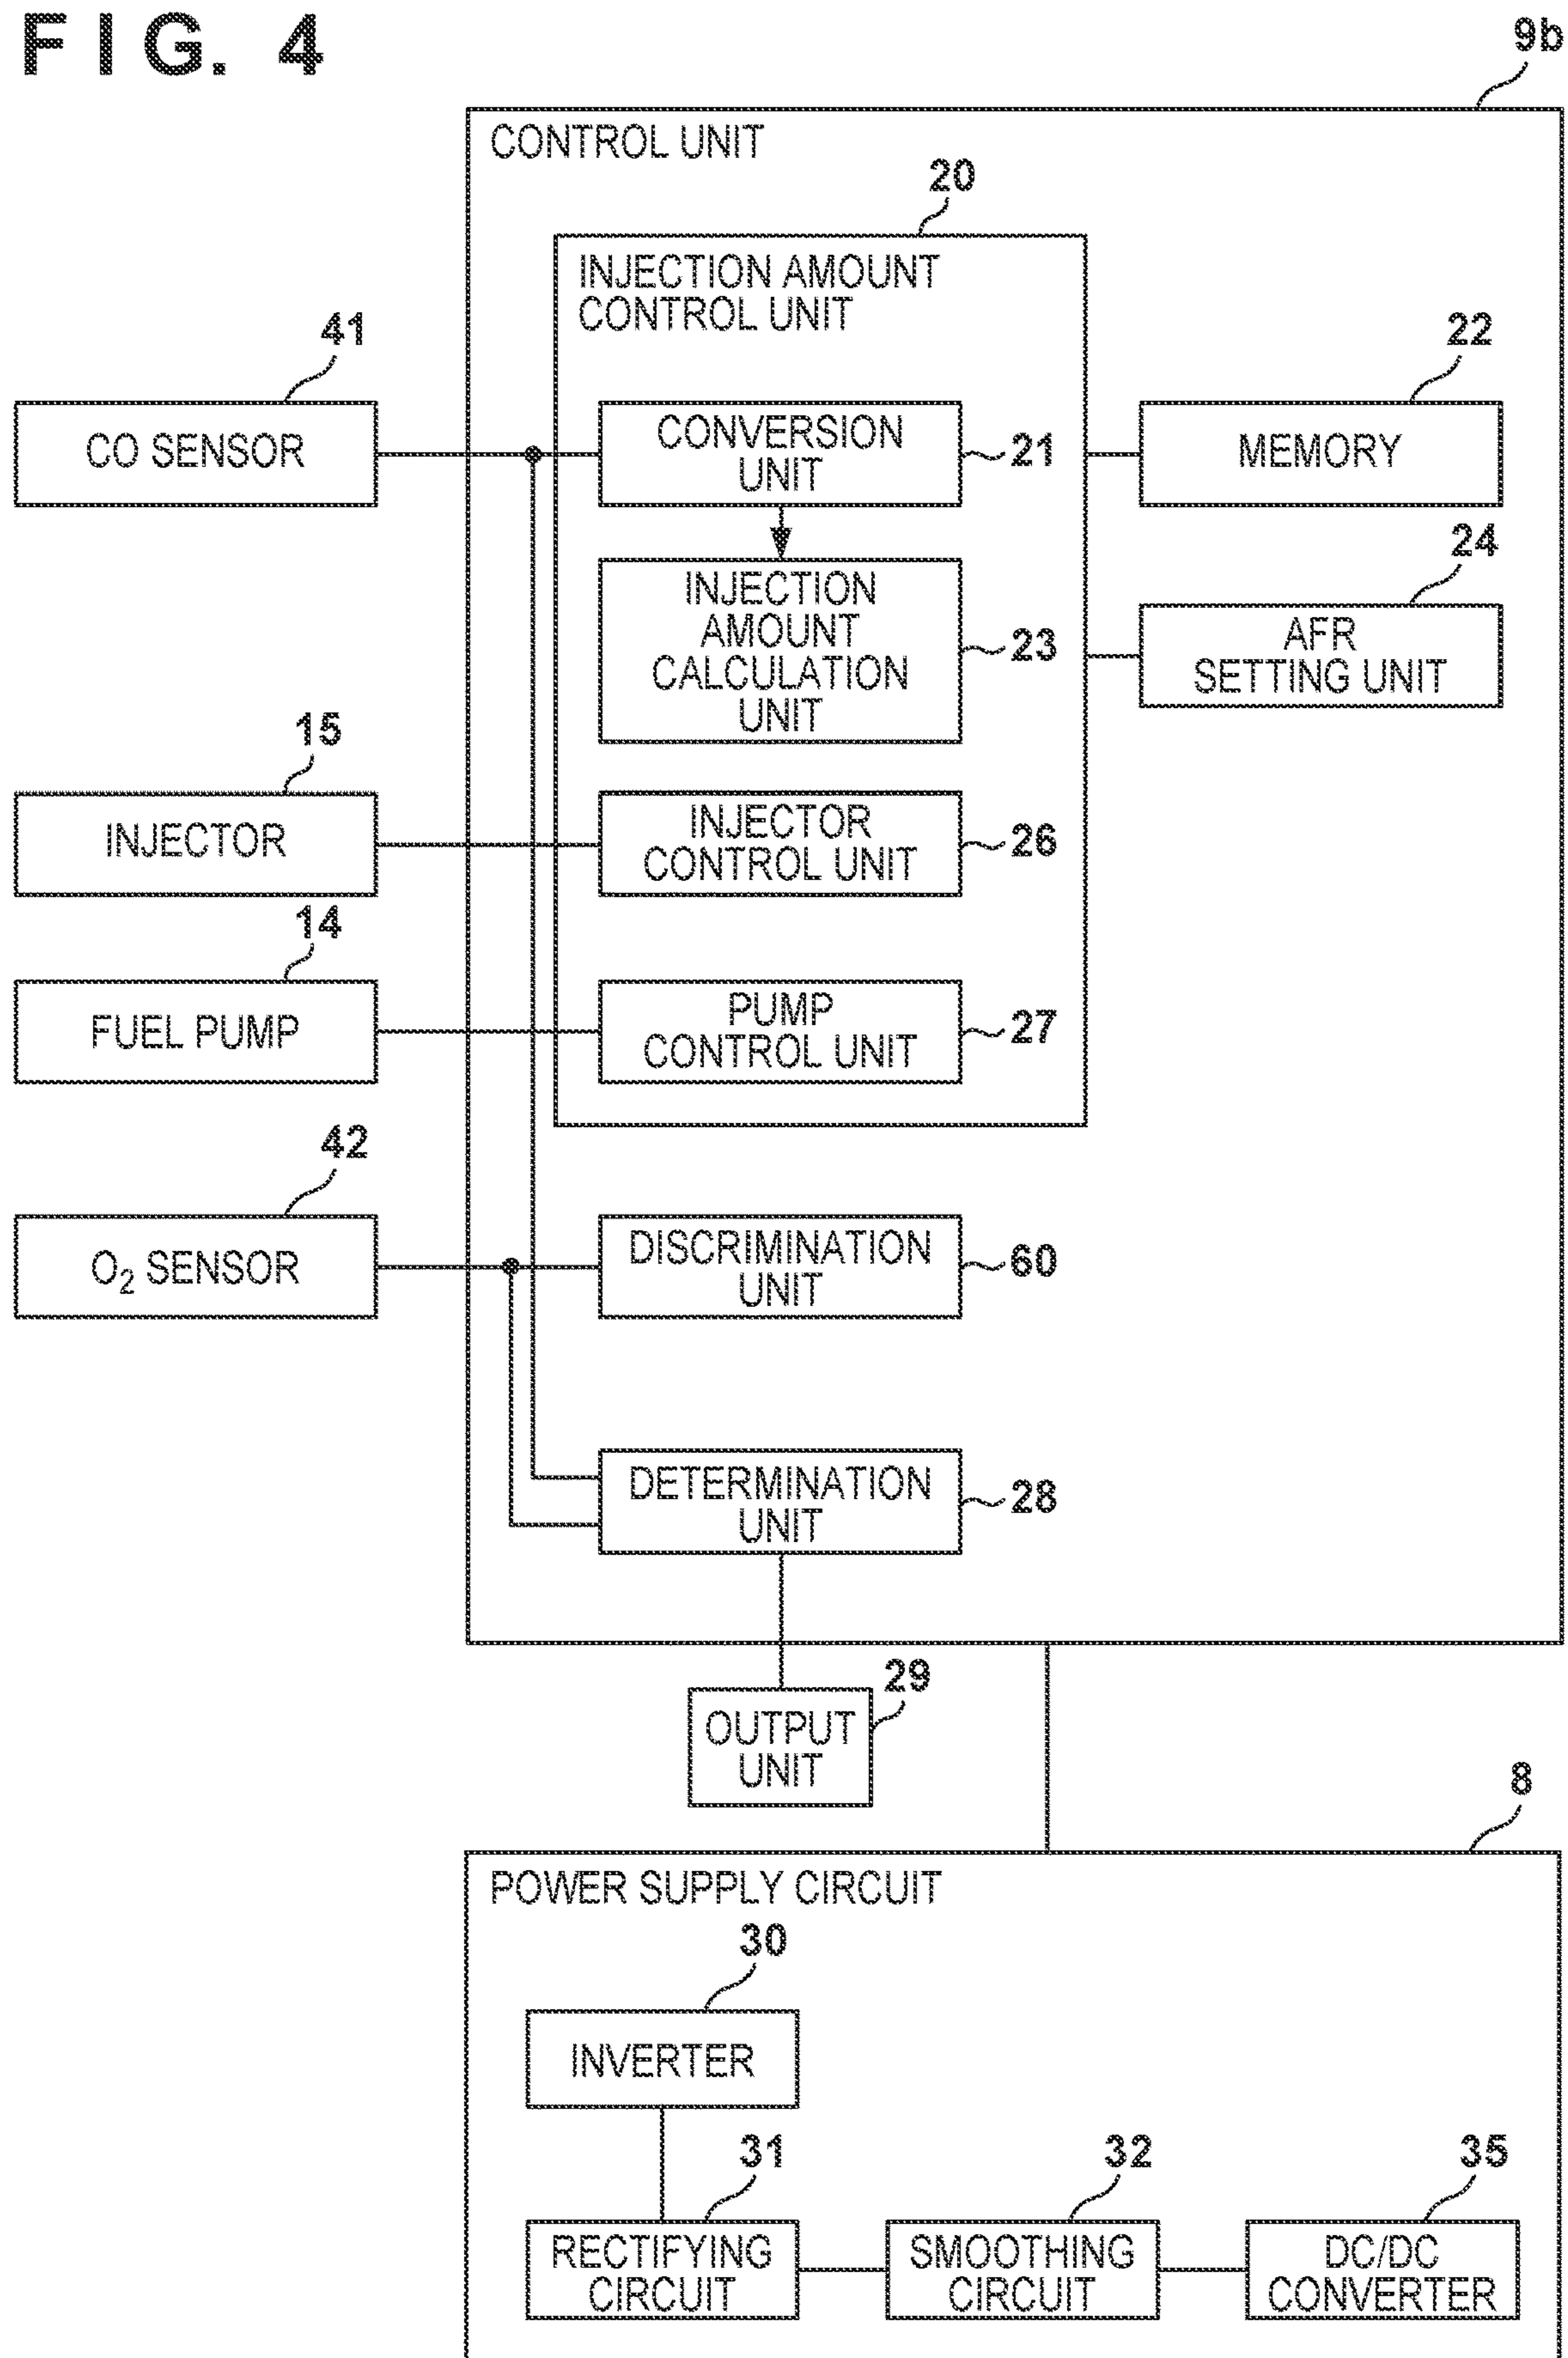 FIG. 4
9b
CONTROL UNIT
20
INJECTION AMOUNT
CONTROL UNIT
41
CO SENSOR
CONVERSION
UNIT
21
22
MEMORY
INJECTION
AMOUNT
CALCULATION
UNIT
23
24
AFR
SETTING UNIT
15
INJECTOR
INJECTOR
CONTROL UNIT
26
14
FUEL PUMP
PUMP
CONTROL UNIT
27
42
O2 SENSOR
DISCRIMINATION
UNIT
60
DETERMINATION
UNIT
28
29
OUTPUT
UNIT
8
POWER SUPPLY CIRCUIT
30
INVERTER
31
RECTIFYING
CIRCUIT
32
SMOOTHING
CIRCUIT
35
DC/DC
CONVERTER